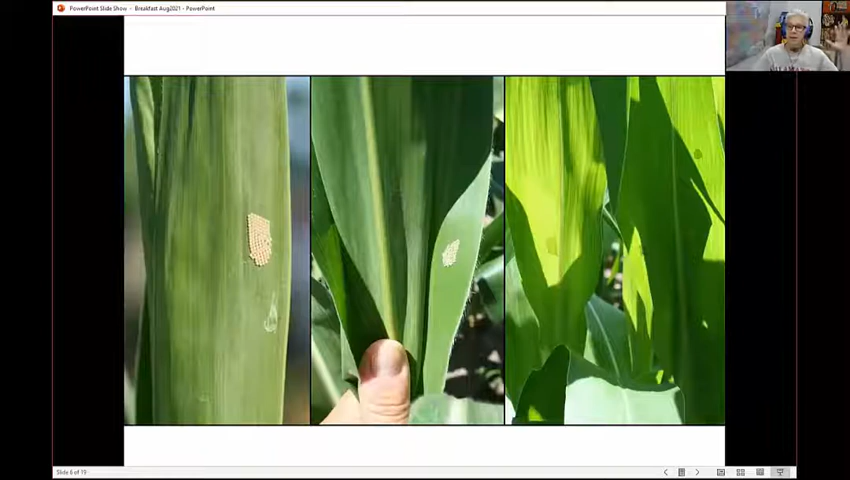 PowerPoint Slide Show - Breakfast Aug2021 - PowerPoint
Slide 6 of 19